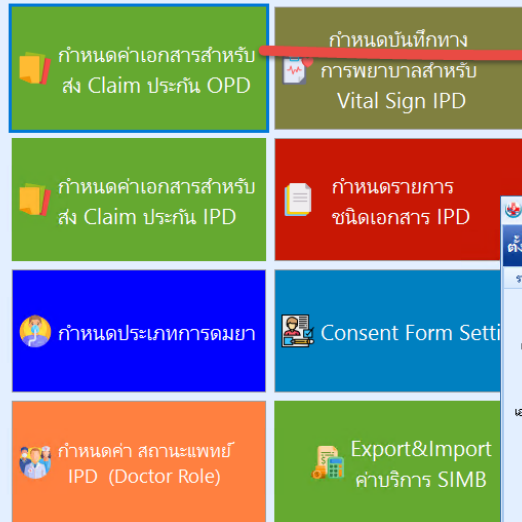 กำหนดค่าเอกสารสำหรับ
ส่ง Claim ประกัน OPD
กำหนดบันทึกทาง
การพยาบาลสำหรับ
Vital Sign IPD
กำหนดค่าเอกสารสำหรับ
ส่ง Claim ประกัน IPD
กำหนดรายการ
ชนิดเอกสาร IPD
กำหนดประเภทการดมยา
Consent Form Setti
กำหนดค่า สถานะแพทย์
IPD (Doctor Role)
Export&Import
ค่าบริการ SIMB